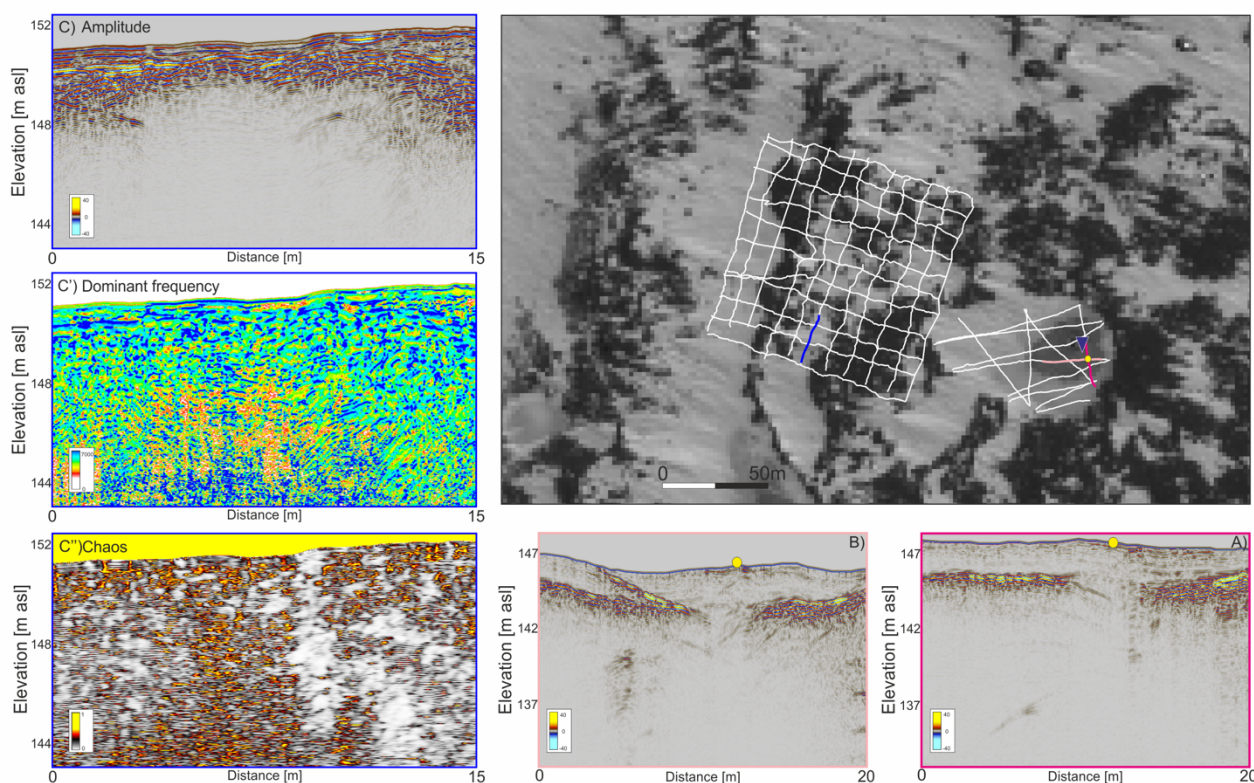 C) Amplitude
Elevation [m asl]
152
148
144
40
0
-40
0
Distance [m]
15
C') Dominant frequency
Elevation [m asl]
152
148
144
7000
0
0
Distance [m]
15
C'')Chaos
Elevation [m asl]
152
148
144
1
0
0
Distance [m]
15
0
50m
B)
Elevation [m asl]
147
142
137
40
0
-40
0
Distance [m]
20
A)
Elevation [m asl]
147
142
137
40
0
-40
0
Distance [m]
20